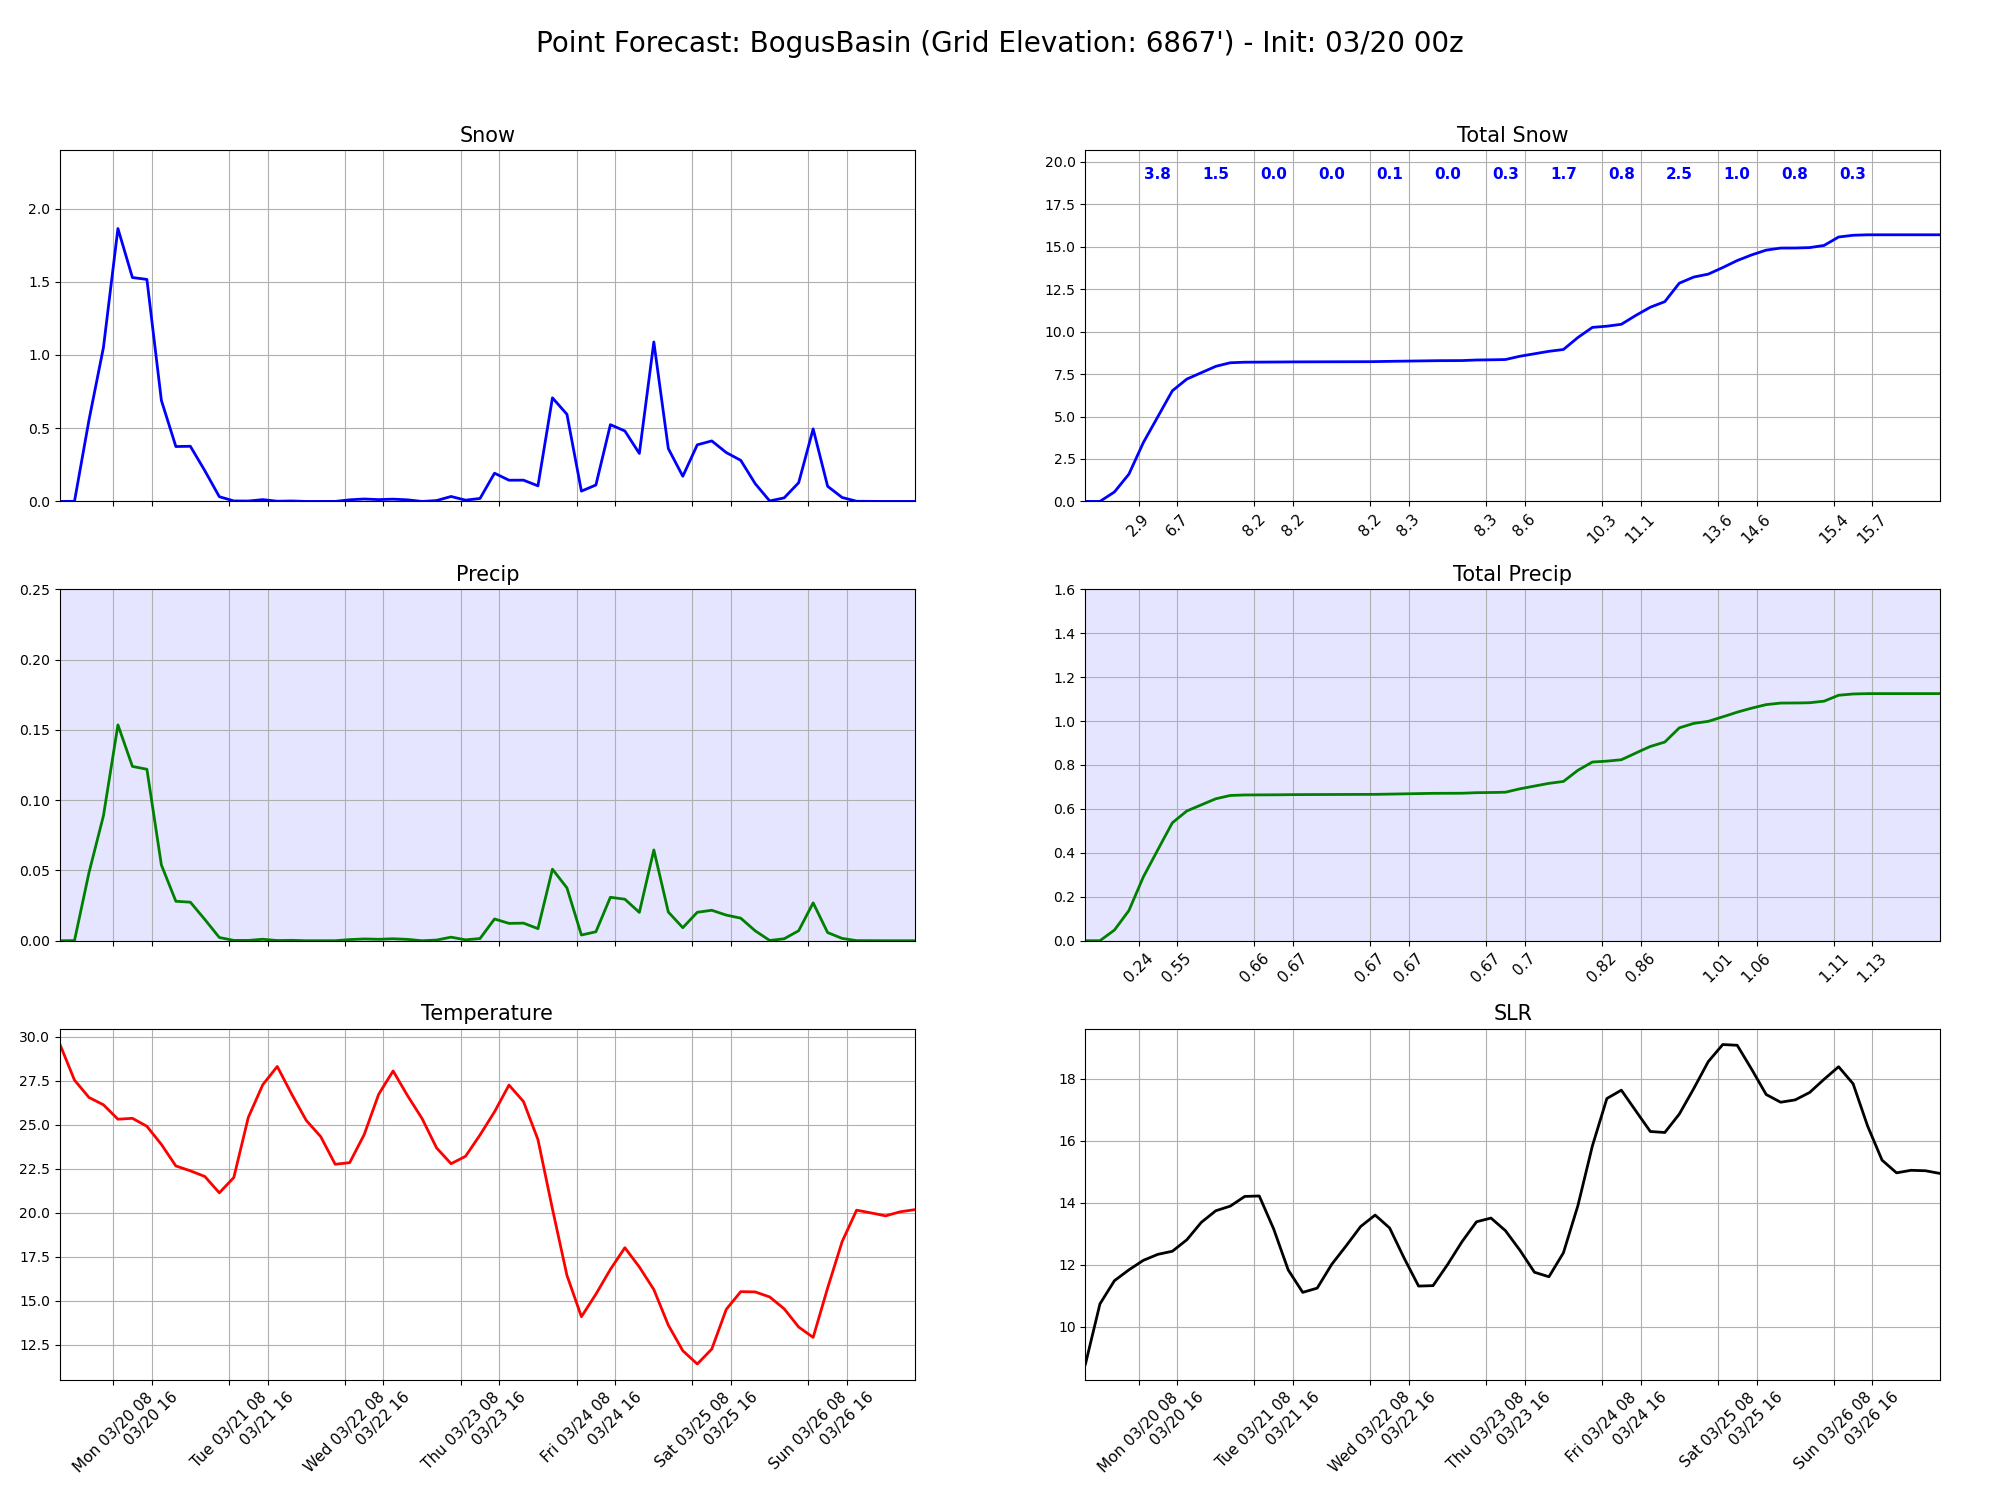 Point Forecast: BogusBasin (Grid Elevation: 6867') - Init: 03/20 00z
Snow
2.0
1.5
1.0
0.5
0.0
Total Snow
20.0
17.5
15.0
12.5
10.0
7.5
5.0
2.5
0.0
3.8 1.5 0.0 0.0 0.1 0.0 0.3 1.7 0.8 2.5 1.0 0.8 0.3
2.9 6.7 8.2 8.2 8.2 8.3 8.3 8.6 10.3 11.1 13.6 14.6 15.4 15.7
Precip
0.25
0.20
0.15
0.10
0.05
0.00
Total Precip
1.6
1.4
1.2
1.0
0.8
0.6
0.4
0.2
0.0
0.24 0.55 0.66 0.67 0.67 0.67 0.67 0.7 0.82 0.86 1.01 1.06 1.11 1.13
Temperature
30.0
27.5
25.0
22.5
20.0
17.5
15.0
12.5
Mon 03/20 08
03/20 16
Tue 03/21 08
03/21 16
Wed 03/22 08
03/22 16
Thu 03/23 08
03/23 16
Fri 03/24 08
03/24 16
Sat 03/25 08
03/25 16
Sun 03/26 08
03/26 16
SLR
18
16
14
12
10
Mon 03/20 08
03/20 16
Tue 03/21 08
03/21 16
Wed 03/22 08
03/22 16
Thu 03/23 08
03/23 16
Fri 03/24 08
03/24 16
Sat 03/25 08
03/25 16
Sun 03/26 08
03/26 16